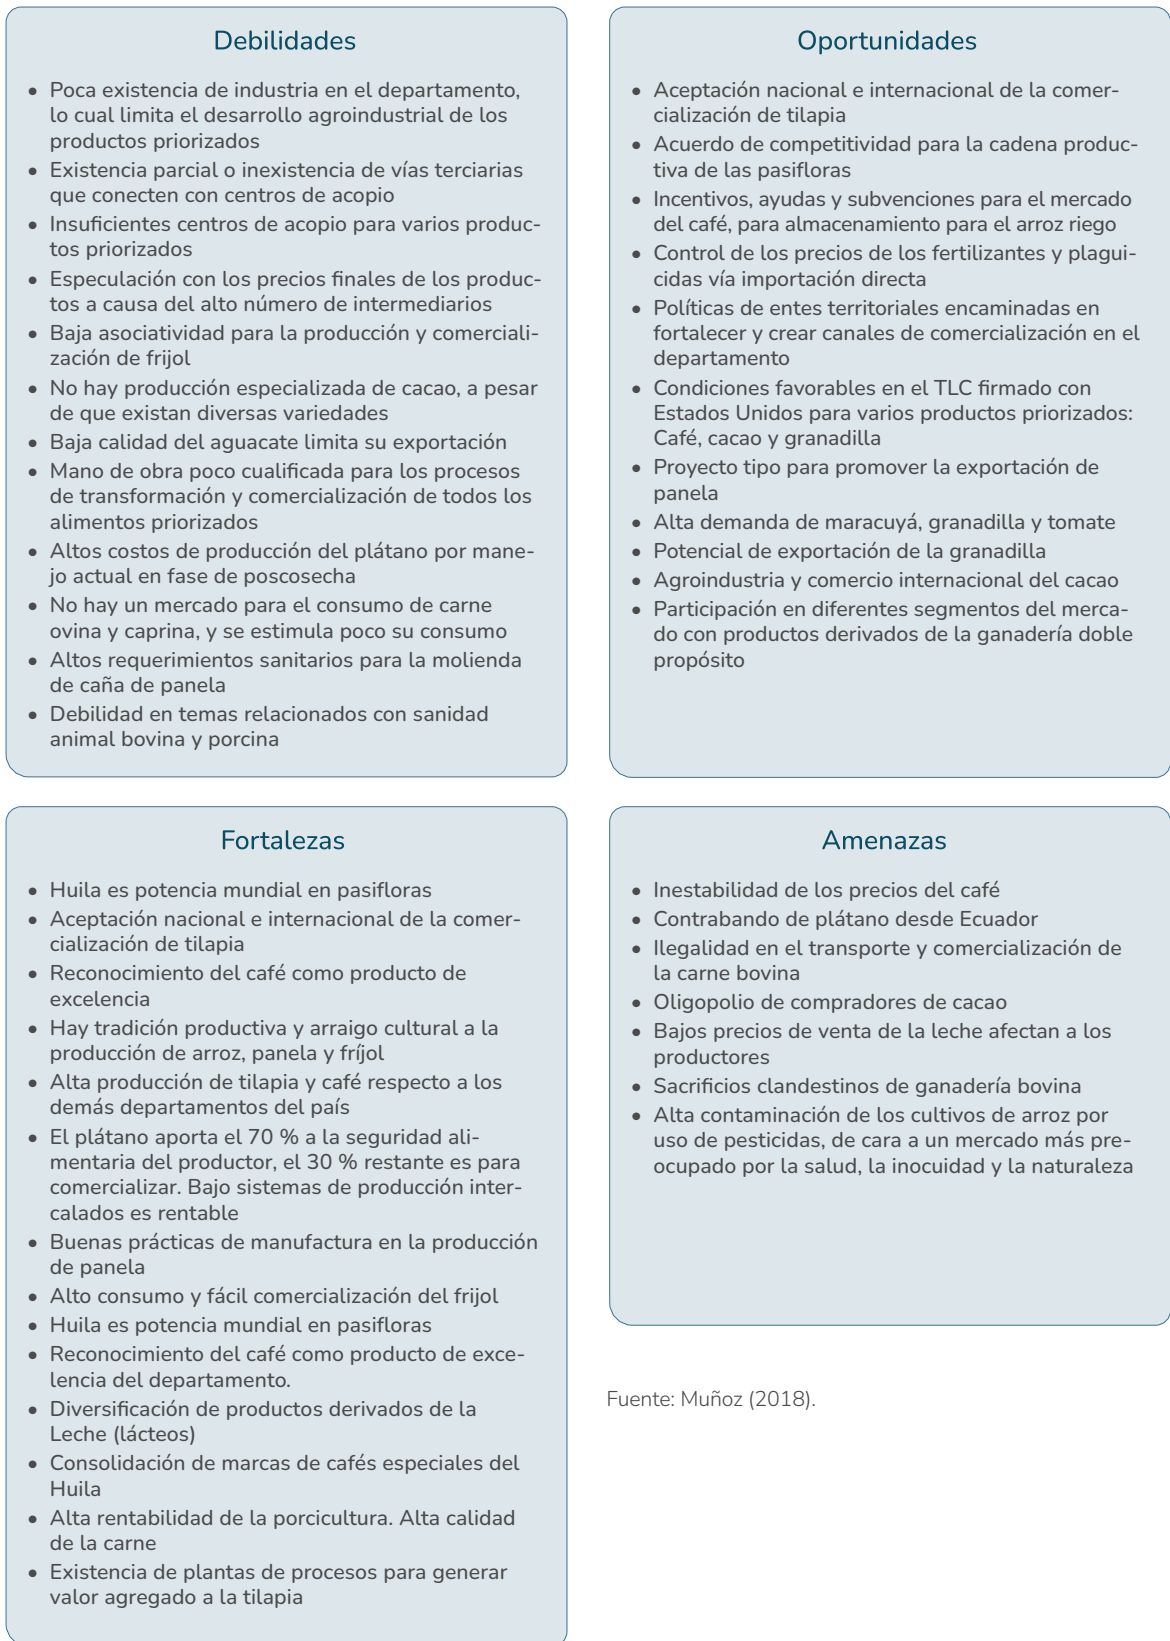 Debilidades
• Poca existencia de industria en el departamento,
lo cual limita el desarrollo agroindustrial de los
productos priorizados
• Existencia parcial o inexistencia de vías terciarias
que conecten con centros de acopio
• Insuficientes centros de acopio para varios produc-
tos priorizados
• Especulación con los precios finales de los produc-
tos a causa del alto número de intermediarios
• Baja asociatividad para la producción y comerciali-
zación de frijol
• No hay producción especializada de cacao, a pesar
de que existan diversas variedades
• Baja calidad del aguacate limita su exportación
• Mano de obra poco cualificada para los procesos
de transformación y comercialización de todos los
alimentos priorizados
• Altos costos de producción del plátano por mane-
jo actual en fase de poscosecha
• No hay un mercado para el consumo de carne
ovina y caprina, y se estimula poco su consumo
• Altos requerimientos sanitarios para la molienda
de caña de panela
• Debilidad en temas relacionados con sanidad
animal bovina y porcina
Oportunidades
• Aceptación nacional e internacional de la comer-
cialización de tilapia
• Acuerdo de competitividad para la cadena produc-
tiva de las pasifloras
• Incentivos, ayudas y subvenciones para el mercado
del café, para almacenamiento para el arroz riego
• Control de los precios de los fertilizantes y plagui-
cidas vía importación directa
• Políticas de entes territoriales encaminadas en
fortalecer y crear canales de comercialización en el
departamento
• Condiciones favorables en el TLC firmado con
Estados Unidos para varios productos priorizados:
Café, cacao y granadilla
• Proyecto tipo para promover la exportación de
panela
• Alta demanda de maracuyá, granadilla y tomate
• Potencial de exportación de la granadilla
• Agroindustria y comercio internacional del cacao
• Participación en diferentes segmentos del merca-
do con productos derivados de la ganadería doble
propósito
Fortalezas
• Huila es potencia mundial en pasifloras
• Aceptación nacional e internacional de la comer-
cialización de tilapia
• Reconocimiento del café como producto de
excelencia
• Hay tradición productiva y arraigo cultural a la
producción de arroz, panela y fríjol
• Alta producción de tilapia y café respecto a los
demás departamentos del país
• El plátano aporta el 70 % a la seguridad ali-
mentaria del productor, el 30 % restante es para
comercializar. Bajo sistemas de producción inter-
calados es rentable
• Buenas prácticas de manufactura en la producción
de panela
• Alto consumo y fácil comercialización del frijol
• Huila es potencia mundial en pasifloras
• Reconocimiento del café como producto de exce-
lencia del departamento.
• Diversificación de productos derivados de la
Leche (lácteos)
• Consolidación de marcas de cafés especiales del
Huila
• Alta rentabilidad de la porcicultura. Alta calidad
de la carne
• Existencia de plantas de procesos para generar
valor agregado a la tilapia
Amenazas
• Inestabilidad de los precios del café
• Contrabando de plátano desde Ecuador
• Ilegalidad en el transporte y comercialización de
la carne bovina
• Oligopolio de compradores de cacao
• Bajos precios de venta de la leche afectan a los
productores
• Sacrificios clandestinos de ganadería bovina
• Alta contaminación de los cultivos de arroz por
uso de pesticidas, de cara a un mercado más pre-
ocupado por la salud, la inocuidad y la naturaleza
Fuente: Muñoz (2018).